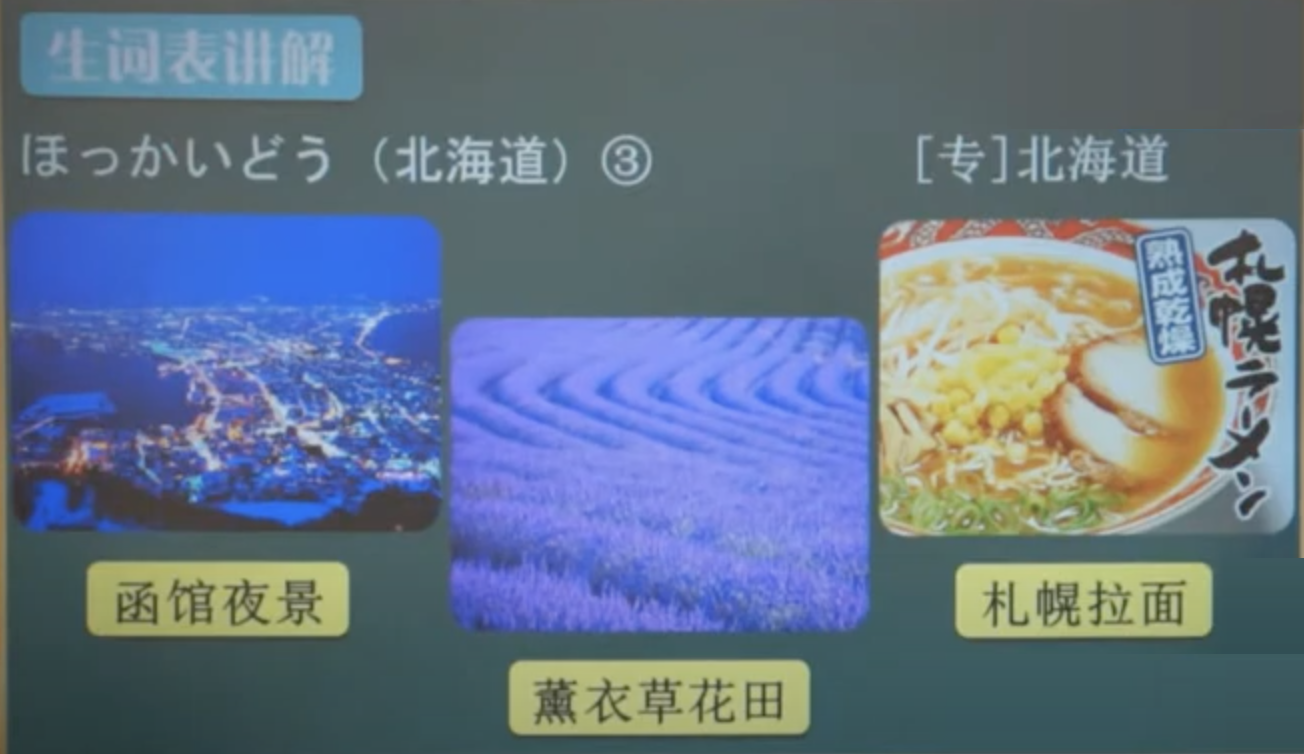 生词表讲解
ほっかいどう（北海道）③ [专]北海道
熟成乾燥
札幌ラーメン
函馆夜景
札幌拉面
薰衣草花田